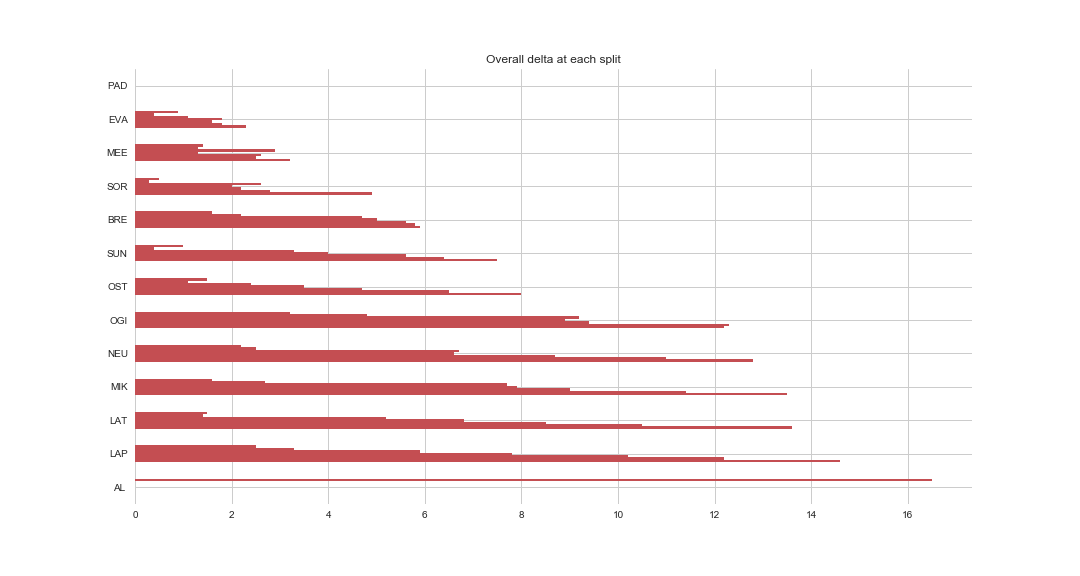 Overall delta at each split
PAD
EVA
MEE
SOR
BRE
SUN
OST
OGI
NEU
MIK
LAT
LAP
AL
0 2 4 6 8 10 12 14 16